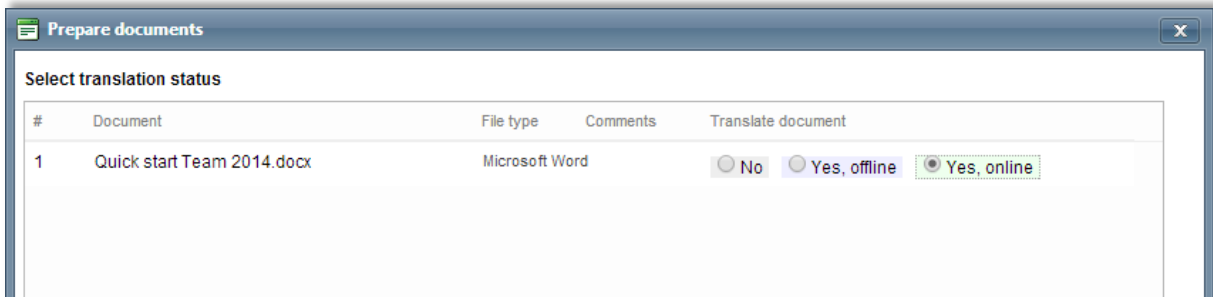 Prepare documents
x
Select translation status
# Document File type Comments Translate document
1 Quick start Team 2014.docx Microsoft Word No Yes, offline Yes, online